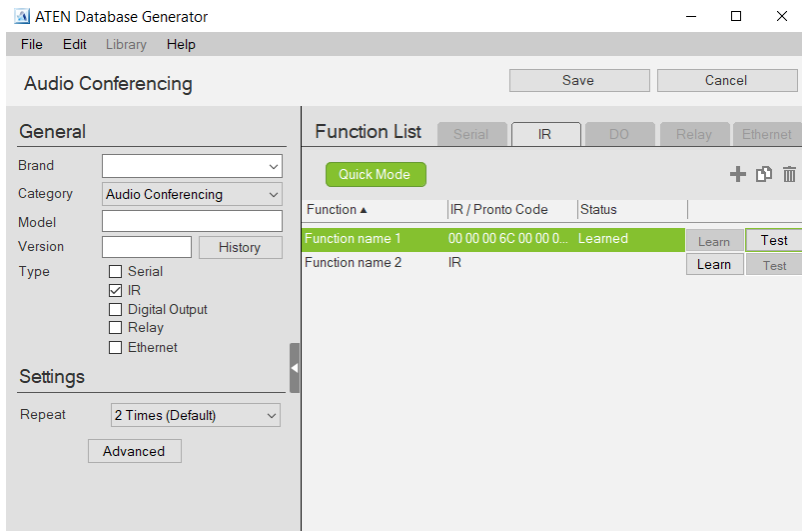 ATEN Database Generator
File Edit Library Help
Audio Conferencing Save Cancel
General
Brand
Category Audio Conferencing
Model
Version History
Type Serial
IR
Digital Output
Relay
Ethernet
Settings
Repeat 2 Times (Default)
Advanced
Function List Serial IR DO Relay Ethernet
Quick Mode
Function IR / Pronto Code Status
Function name 1 00 00 00 6C 00 00 0... Learned Learn Test
Function name 2 IR Learn Test